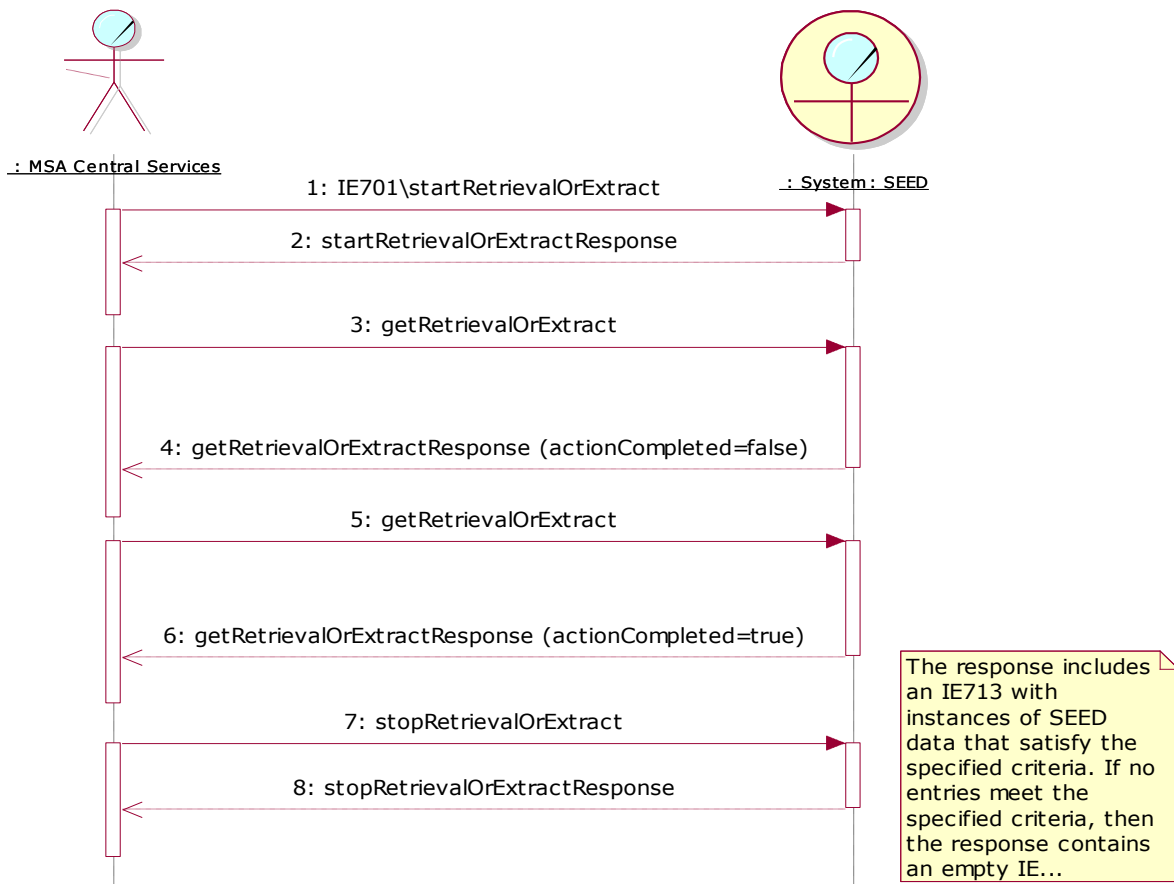 : MSA Central Services
: System : SEED
1: IE701\startRetrievalOrExtract
2: startRetrievalOrExtractResponse
3: getRetrievalOrExtract
4: getRetrievalOrExtractResponse (actionCompleted=false)
5: getRetrievalOrExtract
6: getRetrievalOrExtractResponse (actionCompleted=true)
The response includes
an IE713 with
instances of SEED
data that satisfy the
specified criteria. If no
entries meet the
specified criteria, then
the response contains
an empty IE...
7: stopRetrievalOrExtract
8: stopRetrievalOrExtractResponse